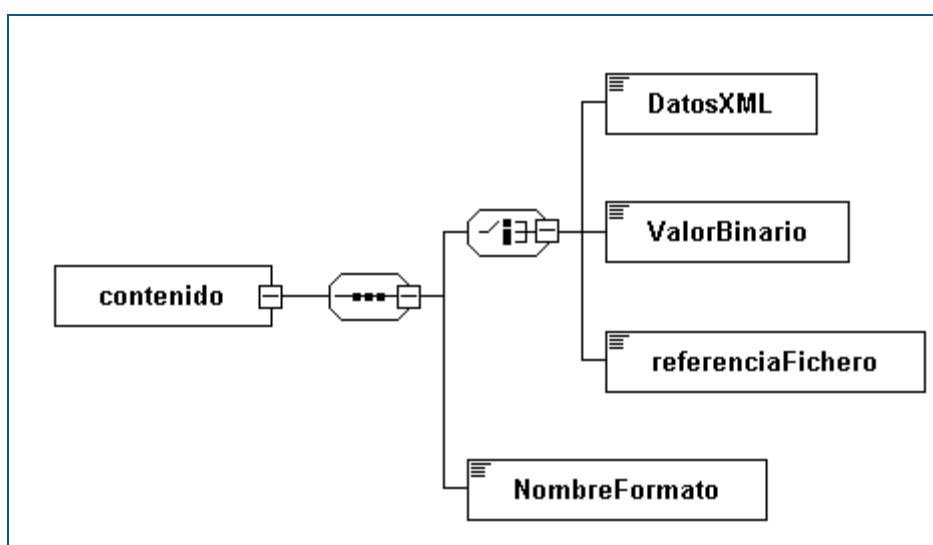 DatosXML
ValorBinario
contenido
referenciaFichero
NombreFormato